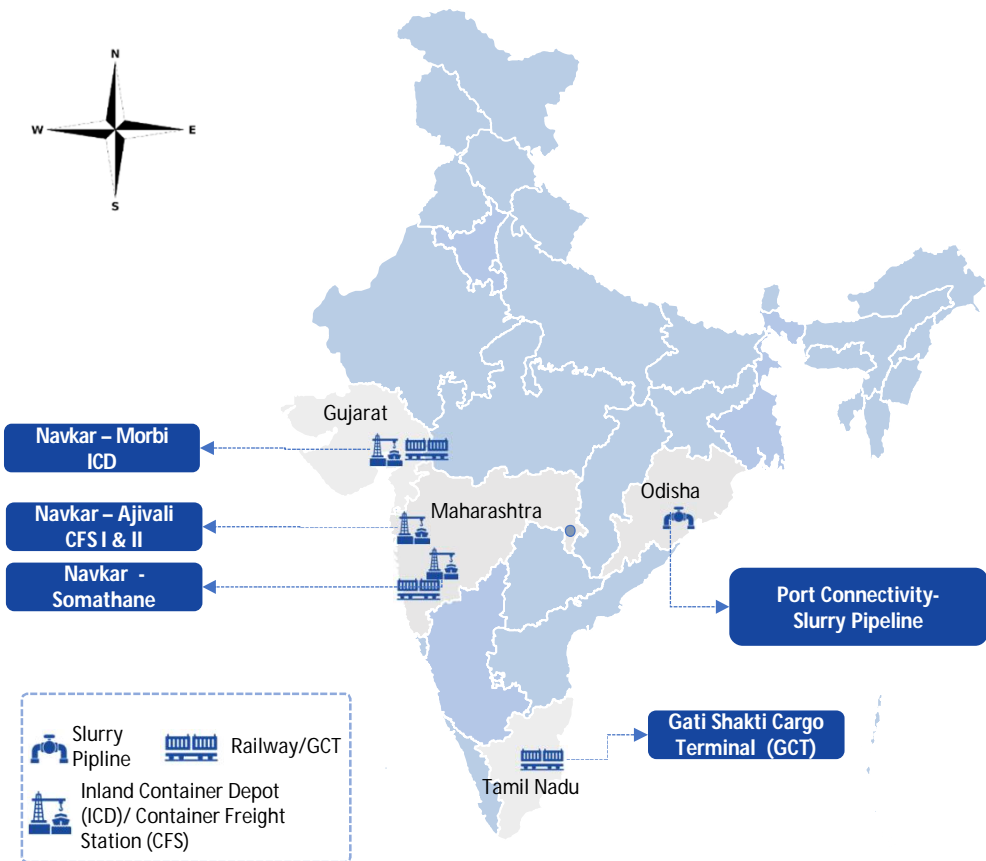 N
W
E
S
Gujarat
Navkar – Morbi
ICD
Navkar – Ajivali
CFS I & II
Maharashtra
Odisha
Navkar -
Somathane
Port Connectivity-
Slurry Pipeline
Gati Shakti Cargo
Terminal (GCT)
Tamil Nadu
Slurry
Pipline
Railway/GCT
Inland Container Depot
(ICD)/ Container Freight
Station (CFS)